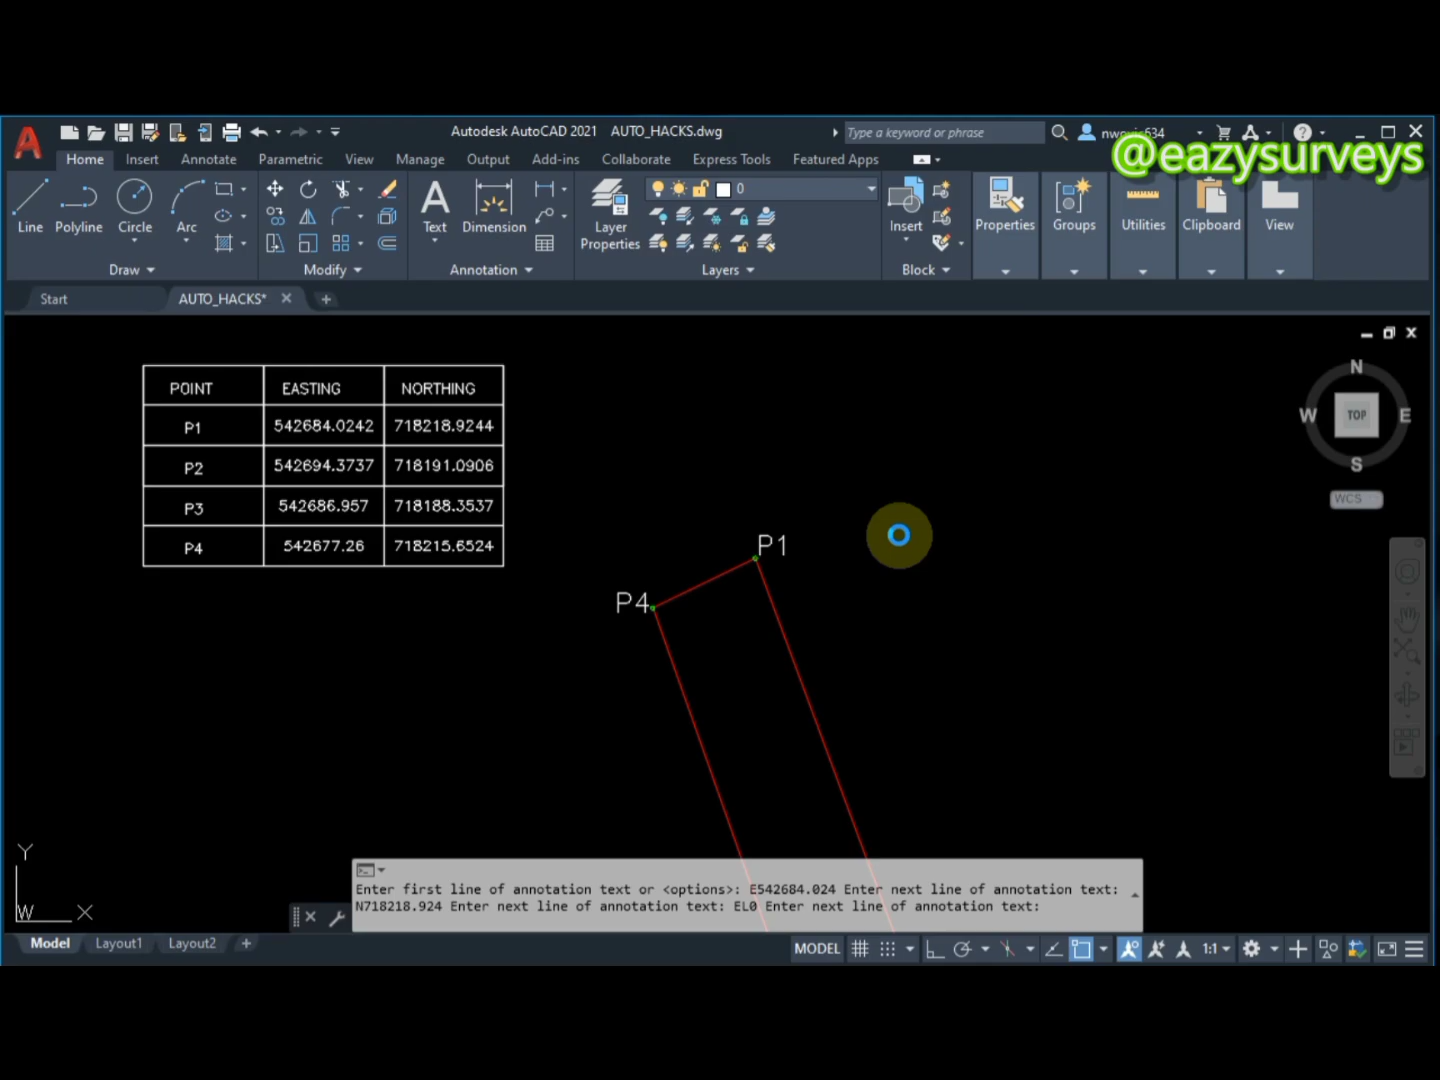 Autodesk AutoCAD 2021 AUTO_HACKS.dwg
Type a keyword or phrase
@eazysurveys
Home Insert Annotate Parametric View Manage Output Add-ins Collaborate Express Tools Featured Apps
0
Line Polyline Circle Arc
Text Dimension
Layer Properties
Insert
Properties Groups Utilities Clipboard View
Draw Modify Annotation Layers Block
Start AUTO_HACKS*
POINT EASTING NORTHING
P1 542684.0242 718218.9244
P2 542694.3737 718191.0906
P3 542686.957 718188.3537
P4 542677.26 718215.6524
N
W TOP E
S
WCS
P1
P4
Y
W X
Enter first line of annotation text or <options>: E542684.024 Enter next line of annotation text:
N718218.924 Enter next line of annotation text: EL0 Enter next line of annotation text:
Model Layout1 Layout2
MODEL 1:1